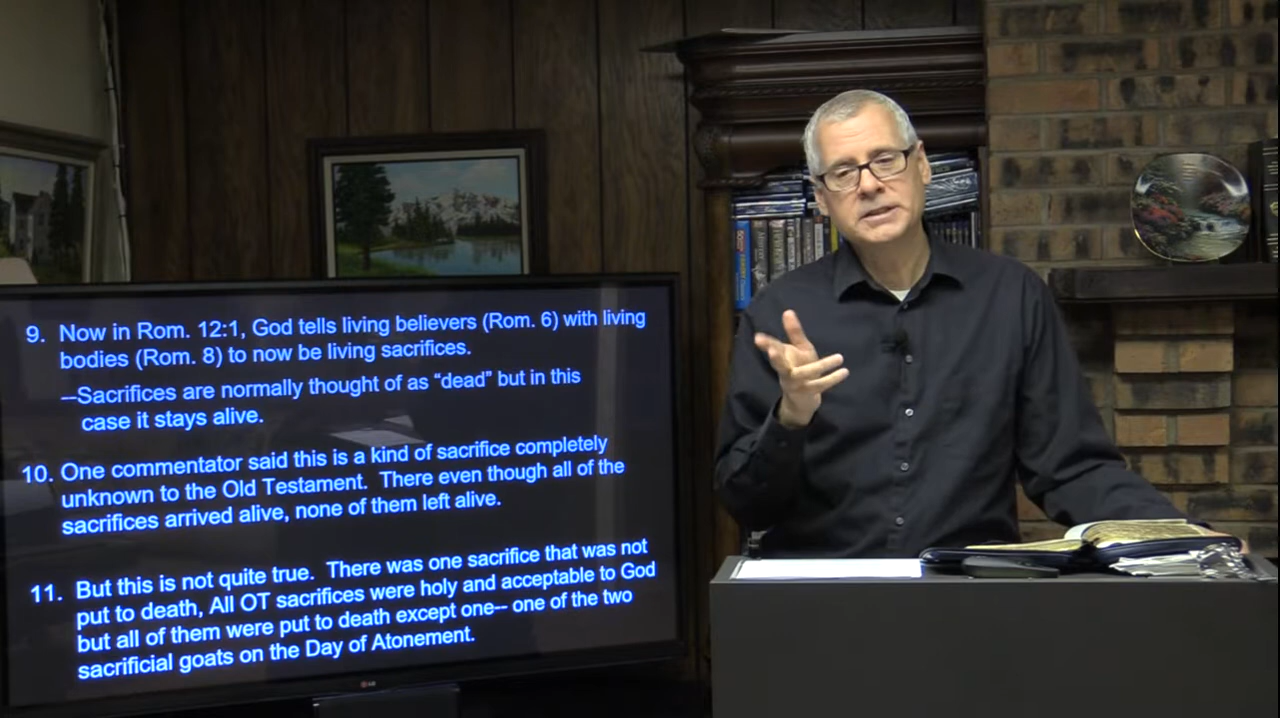 9. Now in Rom. 12:1, God tells living believers (Rom. 6) with living
bodies (Rom. 8) to now be living sacrifices.
--Sacrifices are normally thought of as “dead” but in this
case it stays alive.
10. One commentator said this is a kind of sacrifice completely
unknown to the Old Testament. There even though all of the
sacrifices arrived alive, none of them left alive.
11. But this is not quite true. There was one sacrifice that was not
put to death, All OT sacrifices were holy and acceptable to God
but all of them were put to death except one-- one of the two
sacrificial goats on the Day of Atonement.
LG